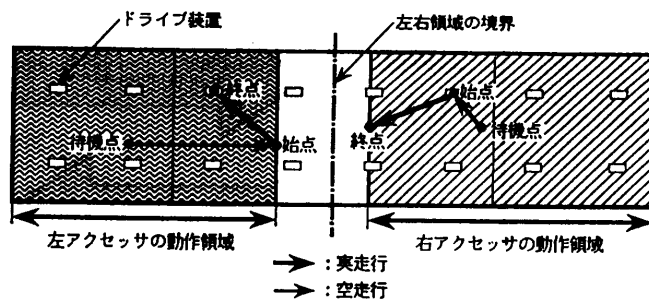 ドライブ装置
左右領域の境界
終点
始点
待機点
始点
終点
待機点
左アクセッサの動作領域
右アクセッサの動作領域
：実走行
：空走行